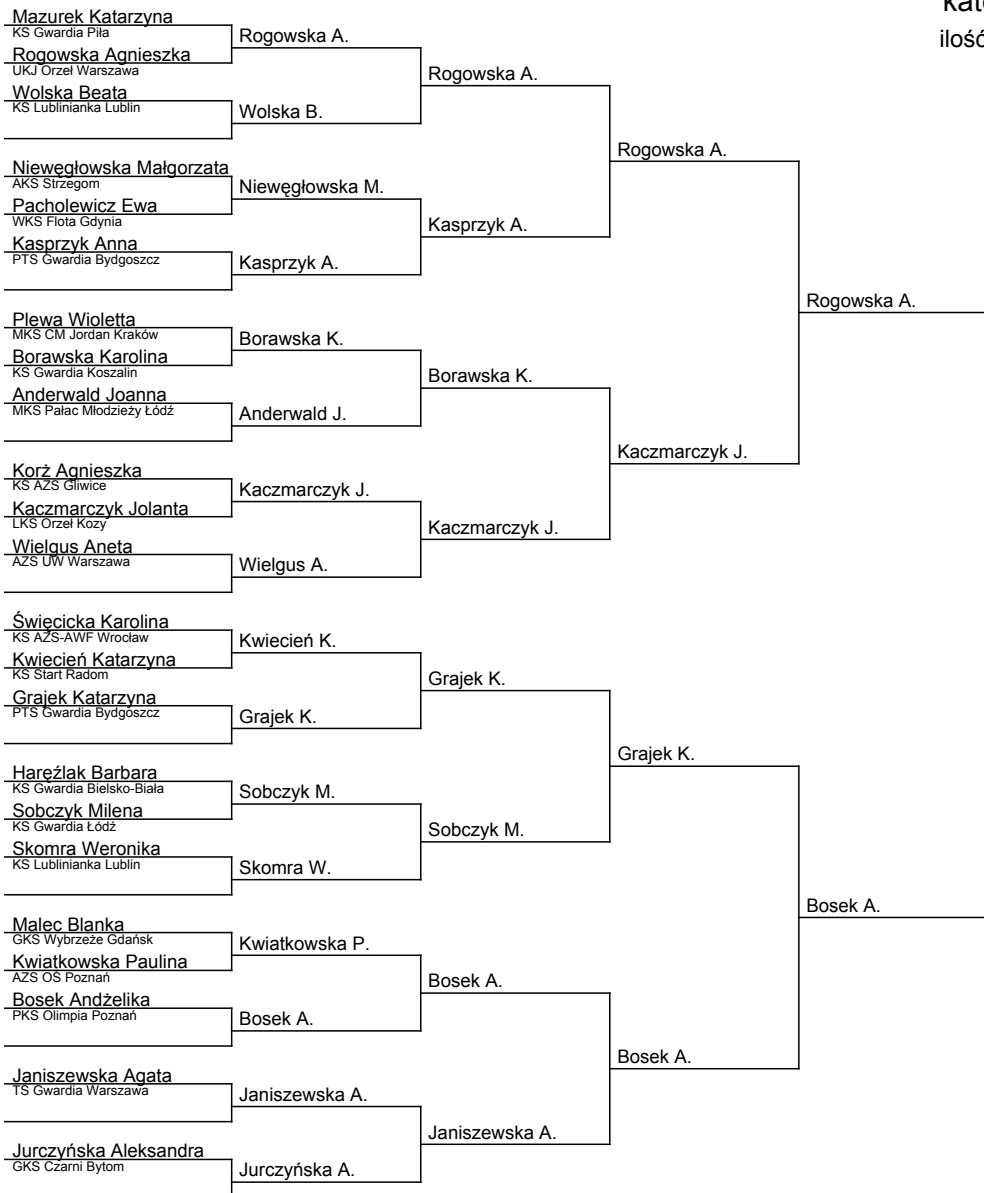 kate
ilość
Mazurek Katarzyna
KS Gwardia Piła
Rogowska Agnieszka
UKJ Orzeł Warszawa
Wolska Beata
KS Lublinianka Lublin
Niewęgłowska Małgorzata
AKS Strzegom
Pacholewicz Ewa
WKS Flota Gdynia
Kasprzyk Anna
PTS Gwardia Bydgoszcz
Plewa Wioletta
MKS CM Jordan Kraków
Borawska Karolina
KS Gwardia Koszalin
Anderwald Joanna
MKS Pałac Młodzieży Łódź
Korż Agnieszka
KS AZS Gliwice
Kaczmarczyk Jolanta
LKS Orzeł Kozy
Wielgus Aneta
AZS UW Warszawa
Święcicka Karolina
KS AZS-AWF Wrocław
Kwiecień Katarzyna
KS Start Radom
Grajek Katarzyna
PTS Gwardia Bydgoszcz
Haręźlak Barbara
KS Gwardia Bielsko-Biała
Sobczyk Milena
KS Gwardia Łódź
Skomra Weronika
KS Lublinianka Lublin
Malec Blanka
GKS Wybrzeże Gdańsk
Kwiatkowska Paulina
AZS OŚ Poznań
Bosek Andżelika
PKS Olimpia Poznań
Janiszewska Agata
TS Gwardia Warszawa
Jurczyńska Aleksandra
GKS Czarni Bytom
Rogowska A.
Wolska B.
Niewęgłowska M.
Kasprzyk A.
Borawska K.
Anderwald J.
Kaczmarczyk J.
Wielgus A.
Kwiecień K.
Grajek K.
Sobczyk M.
Skomra W.
Kwiatkowska P.
Bosek A.
Janiszewska A.
Jurczyńska A.
Rogowska A.
Kasprzyk A.
Borawska K.
Kaczmarczyk J.
Grajek K.
Sobczyk M.
Bosek A.
Janiszewska A.
Rogowska A.
Kaczmarczyk J.
Grajek K.
Bosek A.
Rogowska A.
Bosek A.